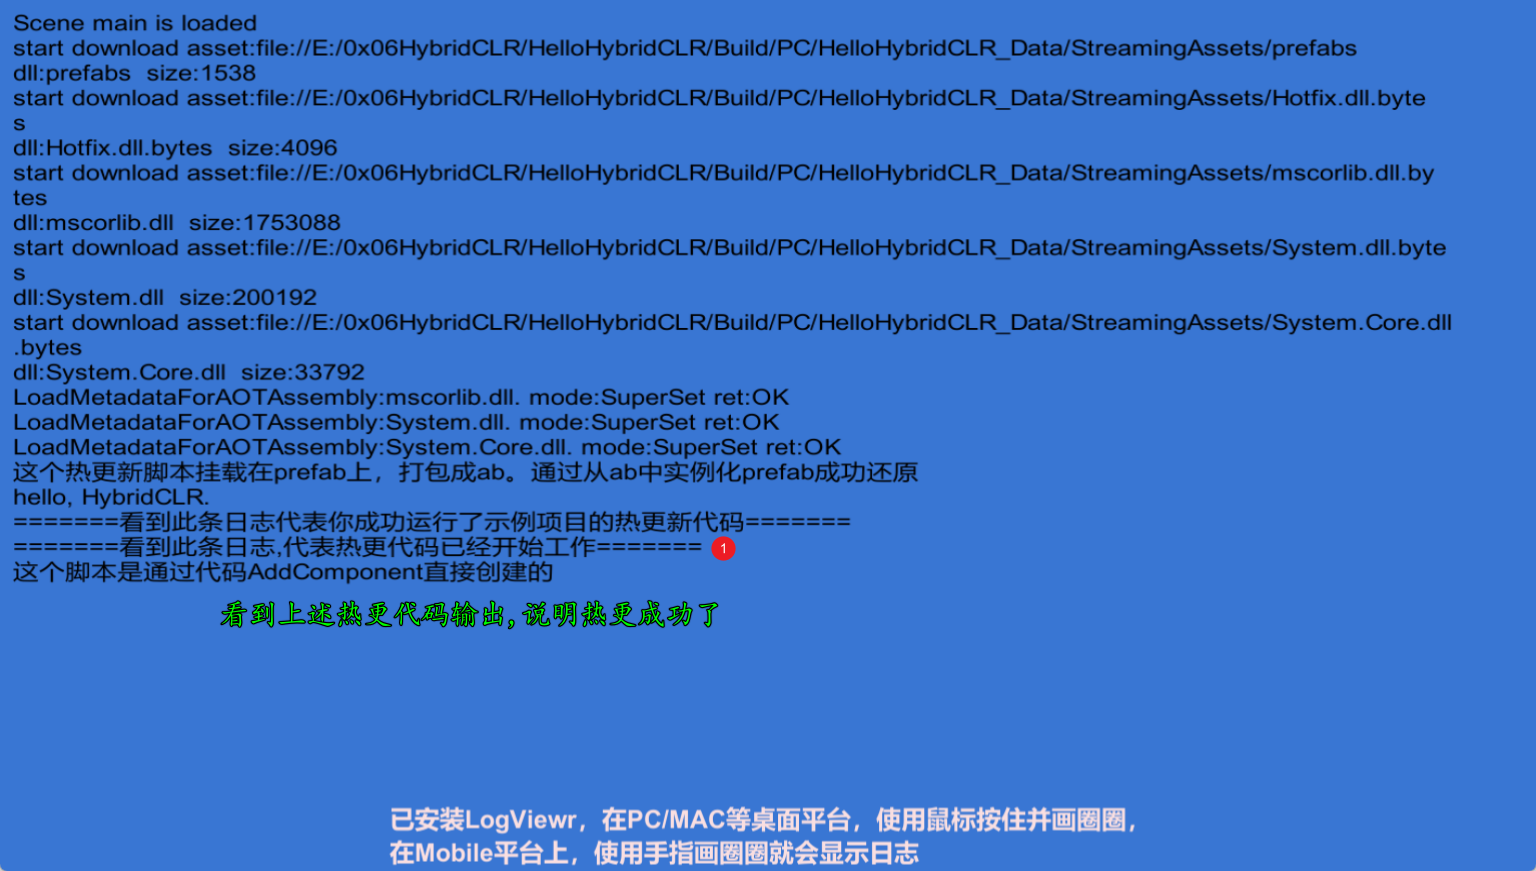 Scene main is loaded
start download asset:file://E:/0x06HybridCLR/HelloHybridCLR/Build/PC/HelloHybridCLR_Data/StreamingAssets/prefabs
dll:prefabs  size:1538
start download asset:file://E:/0x06HybridCLR/HelloHybridCLR/Build/PC/HelloHybridCLR_Data/StreamingAssets/Hotfix.dll.byte
s
dll:Hotfix.dll.bytes  size:4096
start download asset:file://E:/0x06HybridCLR/HelloHybridCLR/Build/PC/HelloHybridCLR_Data/StreamingAssets/mscorlib.dll.by
tes
dll:mscorlib.dll  size:1753088
start download asset:file://E:/0x06HybridCLR/HelloHybridCLR/Build/PC/HelloHybridCLR_Data/StreamingAssets/System.dll.byte
s
dll:System.dll  size:200192
start download asset:file://E:/0x06HybridCLR/HelloHybridCLR/Build/PC/HelloHybridCLR_Data/StreamingAssets/System.Core.dll
.bytes
dll:System.Core.dll  size:33792
LoadMetadataForAOTAssembly:mscorlib.dll. mode:SuperSet ret:OK
LoadMetadataForAOTAssembly:System.dll. mode:SuperSet ret:OK
LoadMetadataForAOTAssembly:System.Core.dll. mode:SuperSet ret:OK
这个热更新脚本挂载在prefab上，打包成ab。通过从ab中实例化prefab成功还原
hello, HybridCLR.
=======看到此条日志代表你成功运行了示例项目的热更新代码=======
=======看到此条日志,代表热更代码已经开始工作======= 1
这个脚本是通过代码AddComponent直接创建的
看到上述热更代码输出,说明热更成功了
已安装LogViewr，在PC/MAC等桌面平台，使用鼠标按住并画圈圈，
在Mobile平台上，使用手指画圈圈就会显示日志